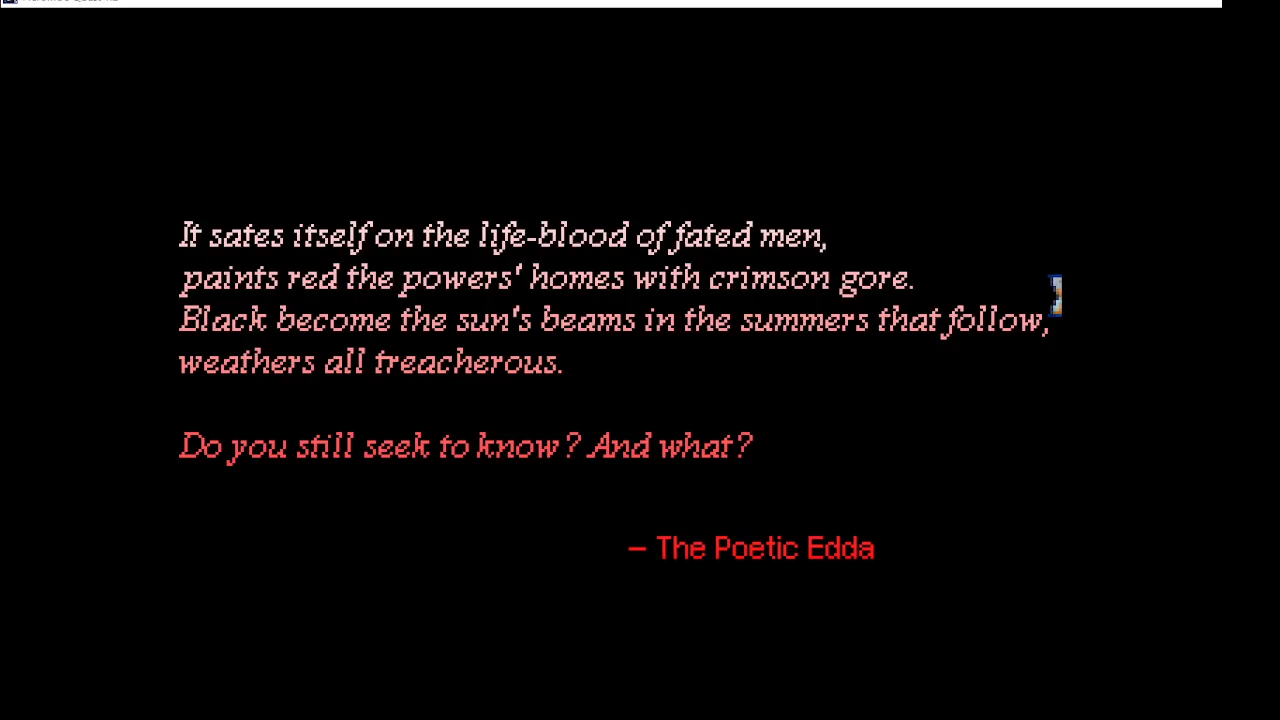 It sates itself on the life-blood of fated men,
paints red the powers' homes with crimson gore.
Black become the sun's beams in the summers that follow,
weathers all treacherous.
Do you still seek to know? And what?
— The Poetic Edda